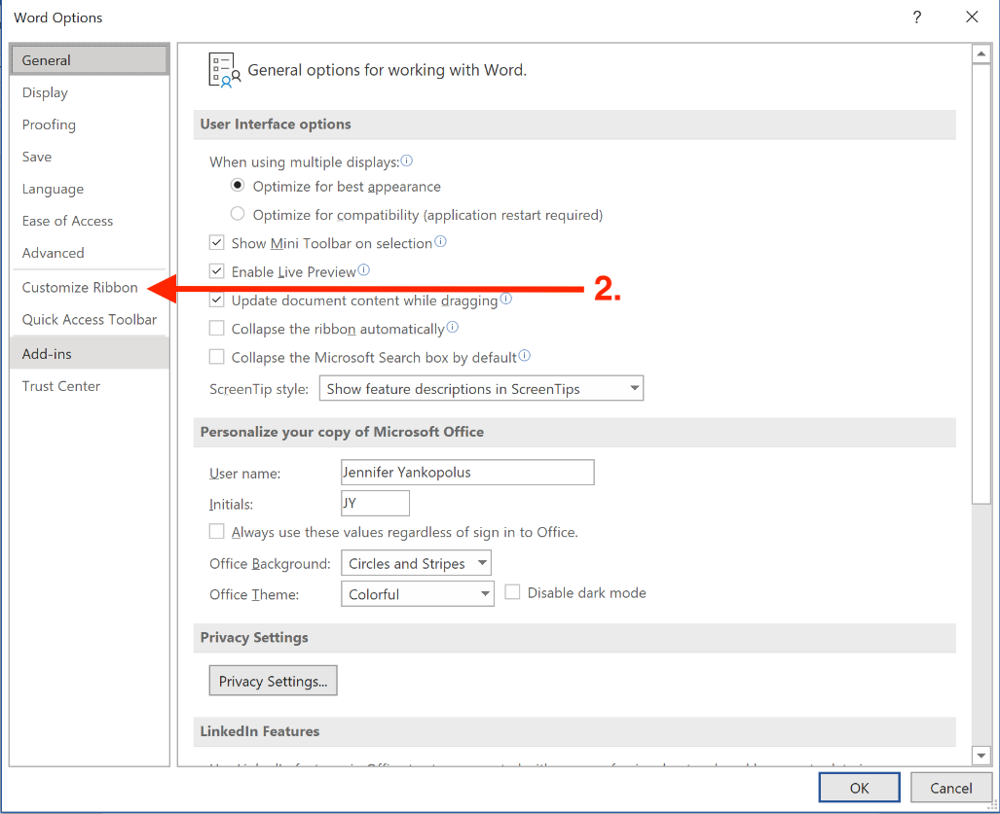 Word Options
?
General
Display
Proofing
Save
Language
Ease of Access
Advanced
Customize Ribbon
Quick Access Toolbar
Add-ins
Trust Center
General options for working with Word.
User Interface options
When using multiple displays:
Optimize for best appearance
Optimize for compatibility (application restart required)
Show Mini Toolbar on selection
Enable Live Preview
2.
Update document content while dragging
Collapse the ribbon automatically
Collapse the Microsoft Search box by default
ScreenTip style: Show feature descriptions in ScreenTips
Personalize your copy of Microsoft Office
User name: Jennifer Yankopolus
Initials: JY
Always use these values regardless of sign in to Office.
Office Background: Circles and Stripes
Office Theme: Colorful Disable dark mode
Privacy Settings
Privacy Settings...
LinkedIn Features
OK Cancel